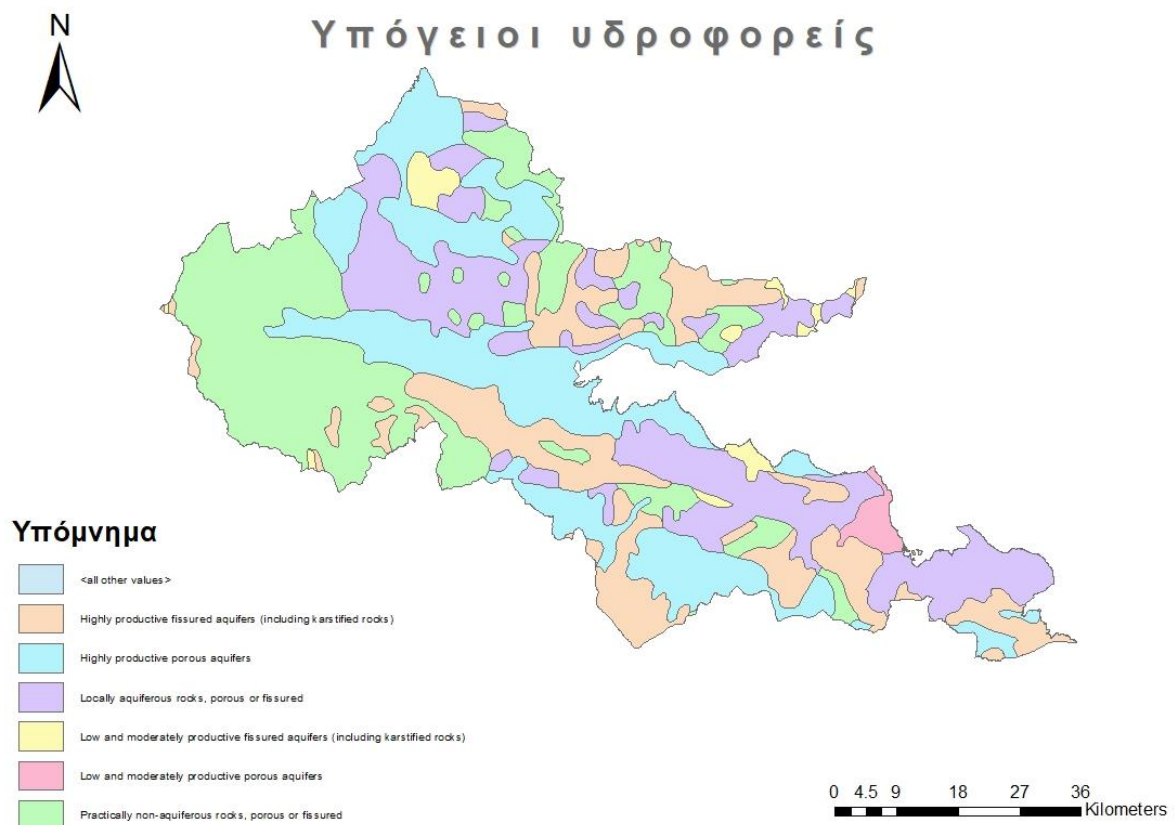 N
Υπόγειοι υδροφορείς
Υπόμνημα
<all other values>
Highly productive fissured aquifers (including karstified rocks)
Highly productive porous aquifers
Locally aquiferous rocks, porous or fissured
Low and moderately productive fissured aquifers (including karstified rocks)
Low and moderately productive porous aquifers
Practically non-aquiferous rocks, porous or fissured
0 4.5 9 18 27 36
Kilometers